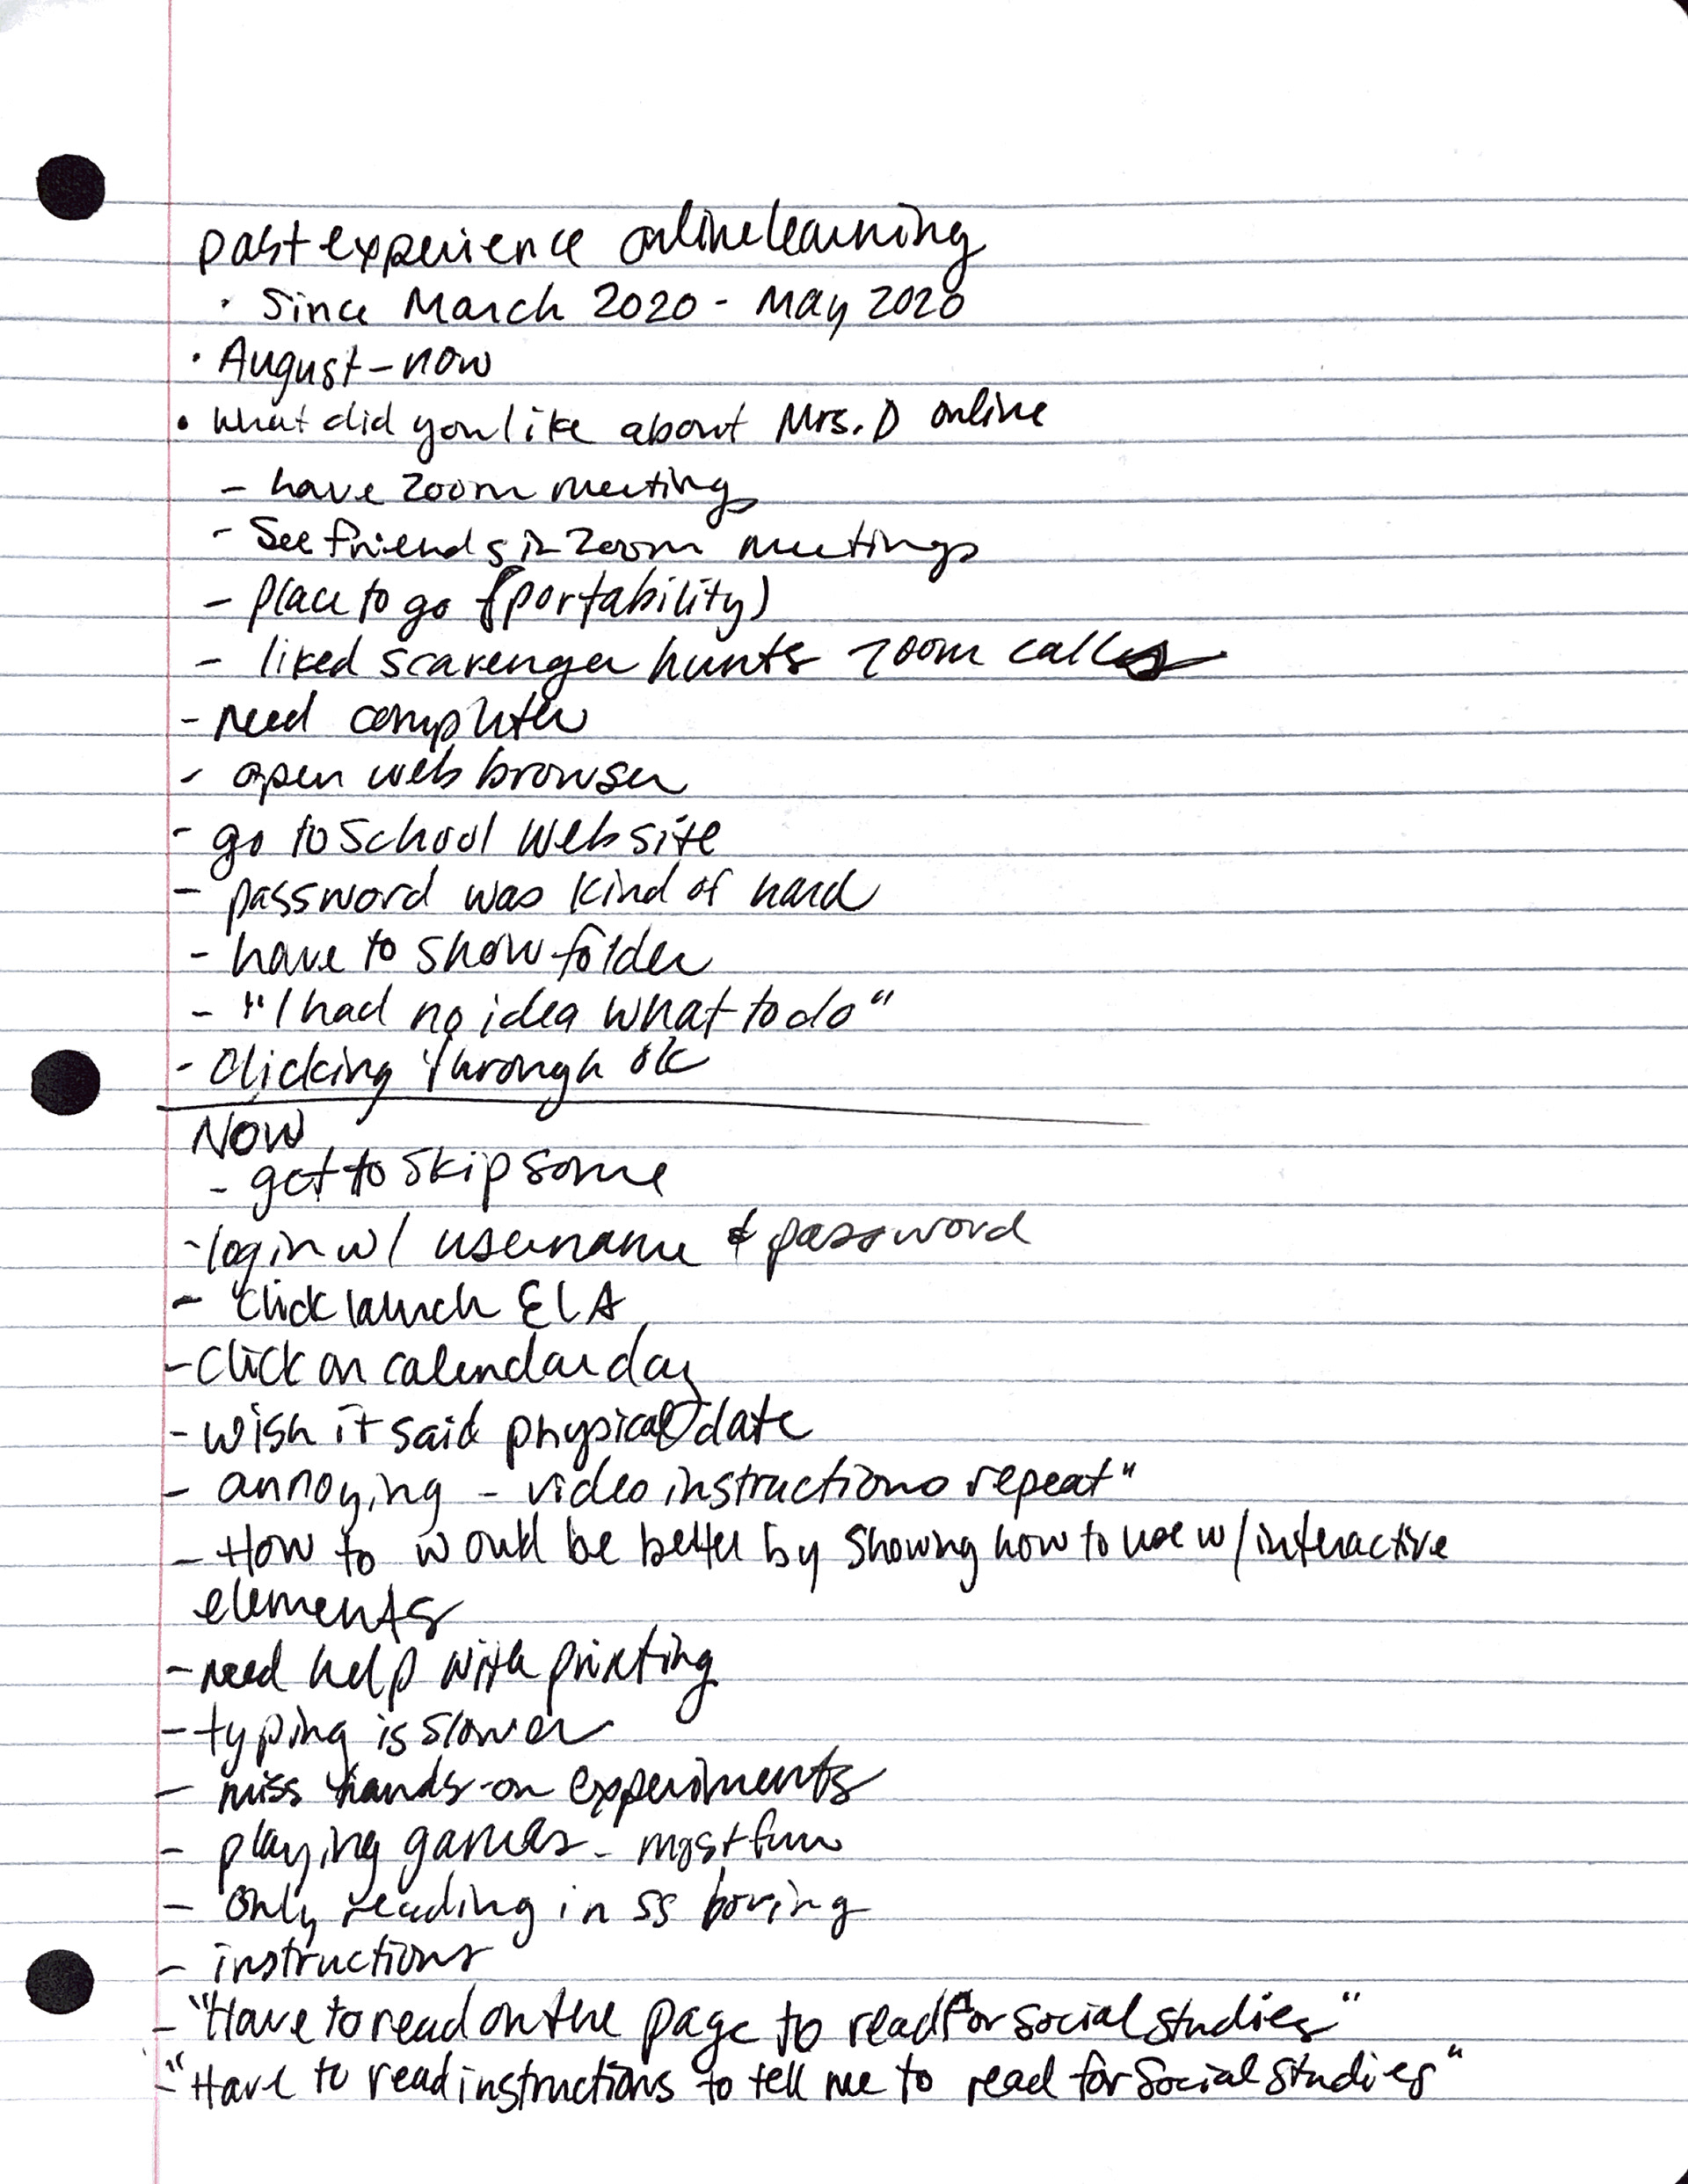 past experience online learning
· Since March 2020 - May 2020
· August - now
• what did you like about Mrs. D online
- have zoom meetings
- See friends in zoom meetings
- place to go (portability)
- liked scavenger hunts zoom calls
- need computer
- open web browser
- go to school website
- password was kind of hard
- have to show folder
- "I had no idea what to do"
- Clicking through ok
Now
- get to skip some
- login w/ username & password
- click launch ELA
- Click on calendar day
- wish it said physical date
- annoying - video instructions repeat"
- How to would be better by showing how to use w/ interactive
elements
- need help with printing
- typing is slower
- miss hands-on experiments
- playing games - most fun
- only reading in SS boring
- instructions
- "Have to read on the page to read for social studies"
- "Have to read instructions to tell me to read for Social Studies"